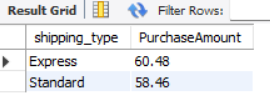 Result Grid Filter Rows:
shipping_type PurchaseAmount
Express 60.48
Standard 58.46